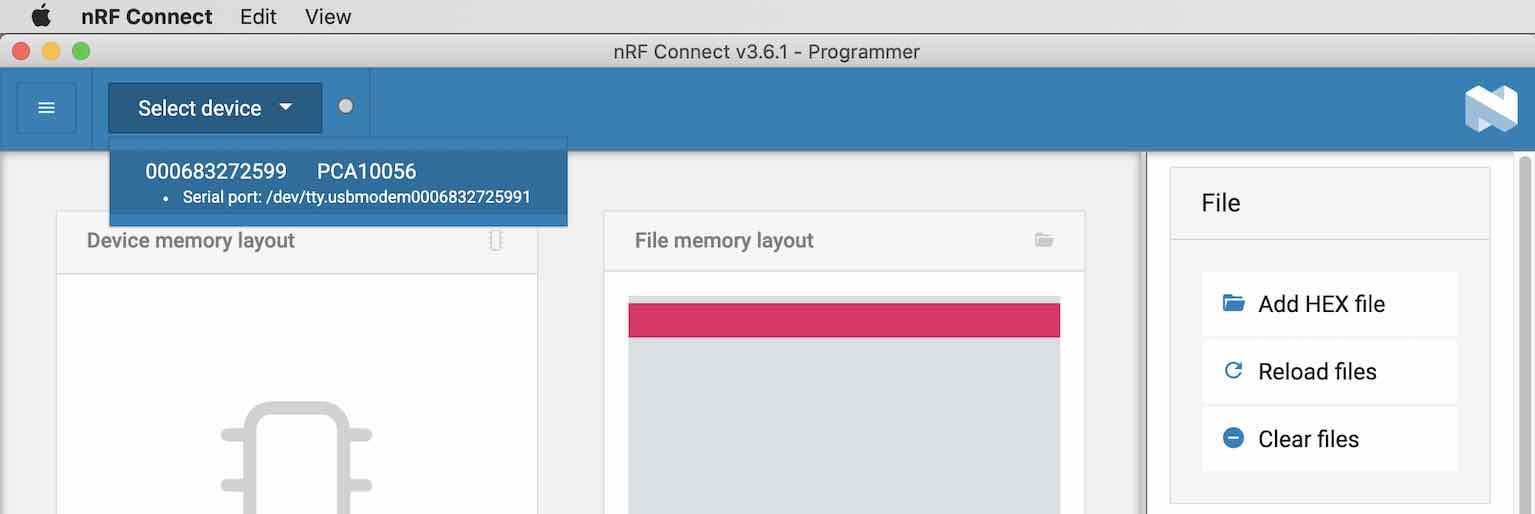 nRF Connect Edit View
nRF Connect v3.6.1 - Programmer
Select device
000683272599 PCA10056
• Serial port: /dev/tty.usbmodem0006832725991
Device memory layout
File memory layout
File
Add HEX file
Reload files
Clear files